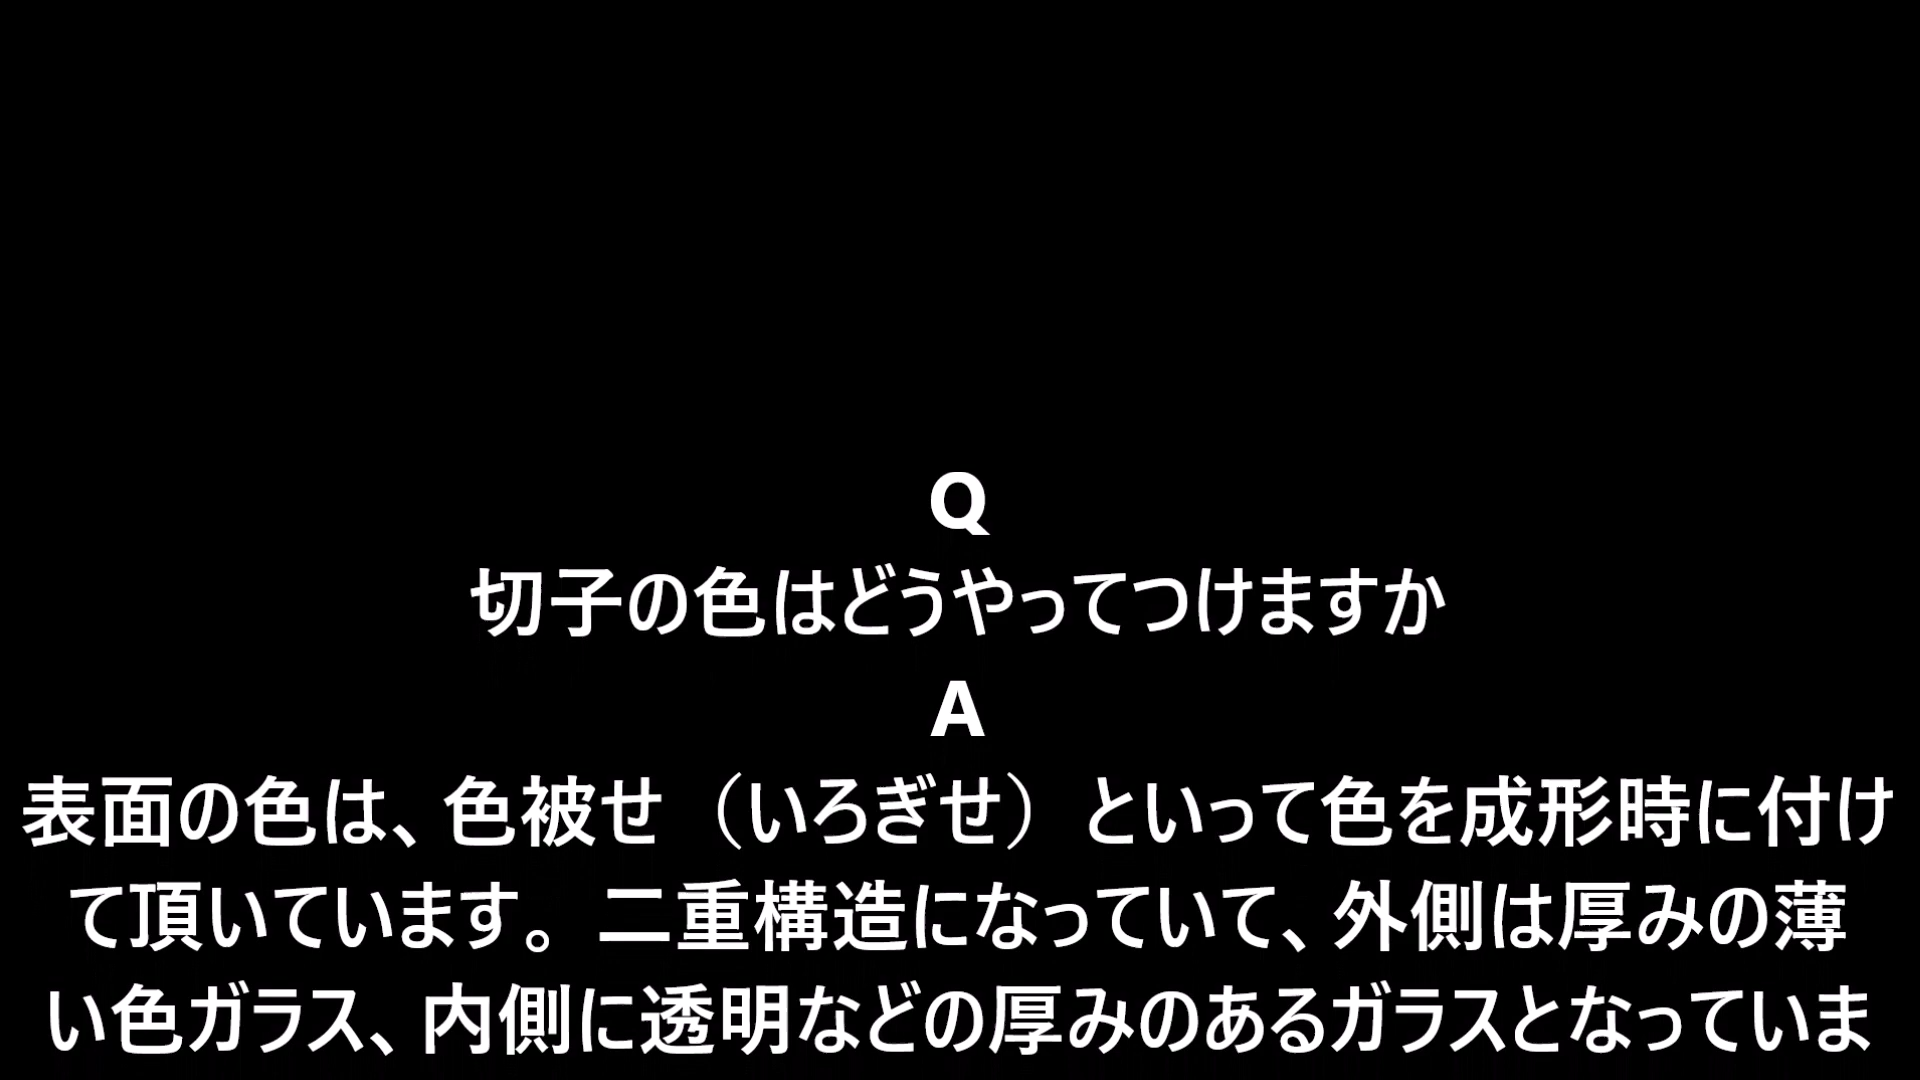 Q
切子の色はどうやってつけますか
A
表面の色は、色被せ（いろぎせ）といって色を成形時に付け
て頂いています。二重構造になっていて、外側は厚みの薄
い色ガラス、内側に透明などの厚みのあるガラスとなっていま